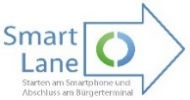 Smart
Lane
Starten am Smartphone und
Abschluss am Bürgerterminal